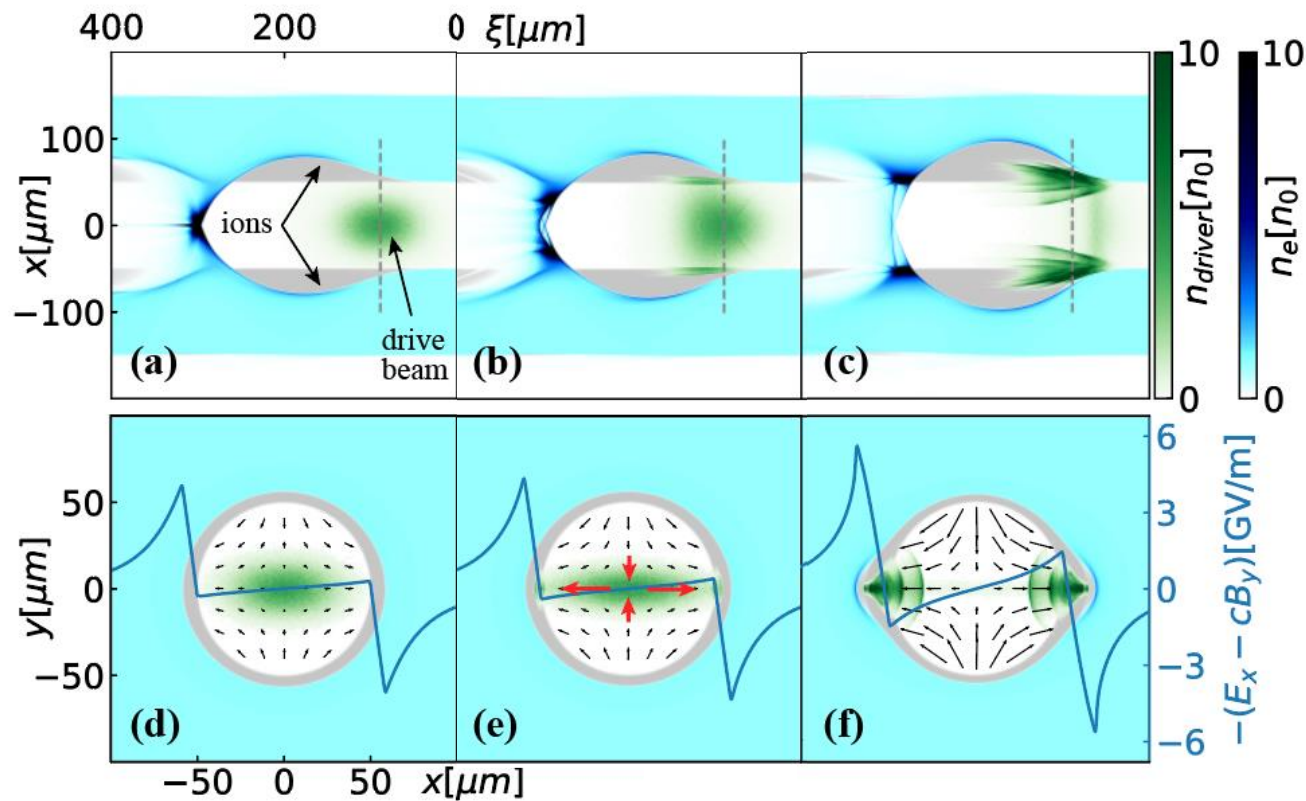 400 200 0 ξ[μm]
10 10
100
0
−100
x[μm]
ions
drive
beam
(a) (b) (c)
n_driver[n_0]
n_e[n_0]
0 0
50
0
−50
y[μm]
(d) (e) (f)
6
3
0
−3
−6
−(E_x − cB_y)[GV/m]
−50 0 50 x[μm]